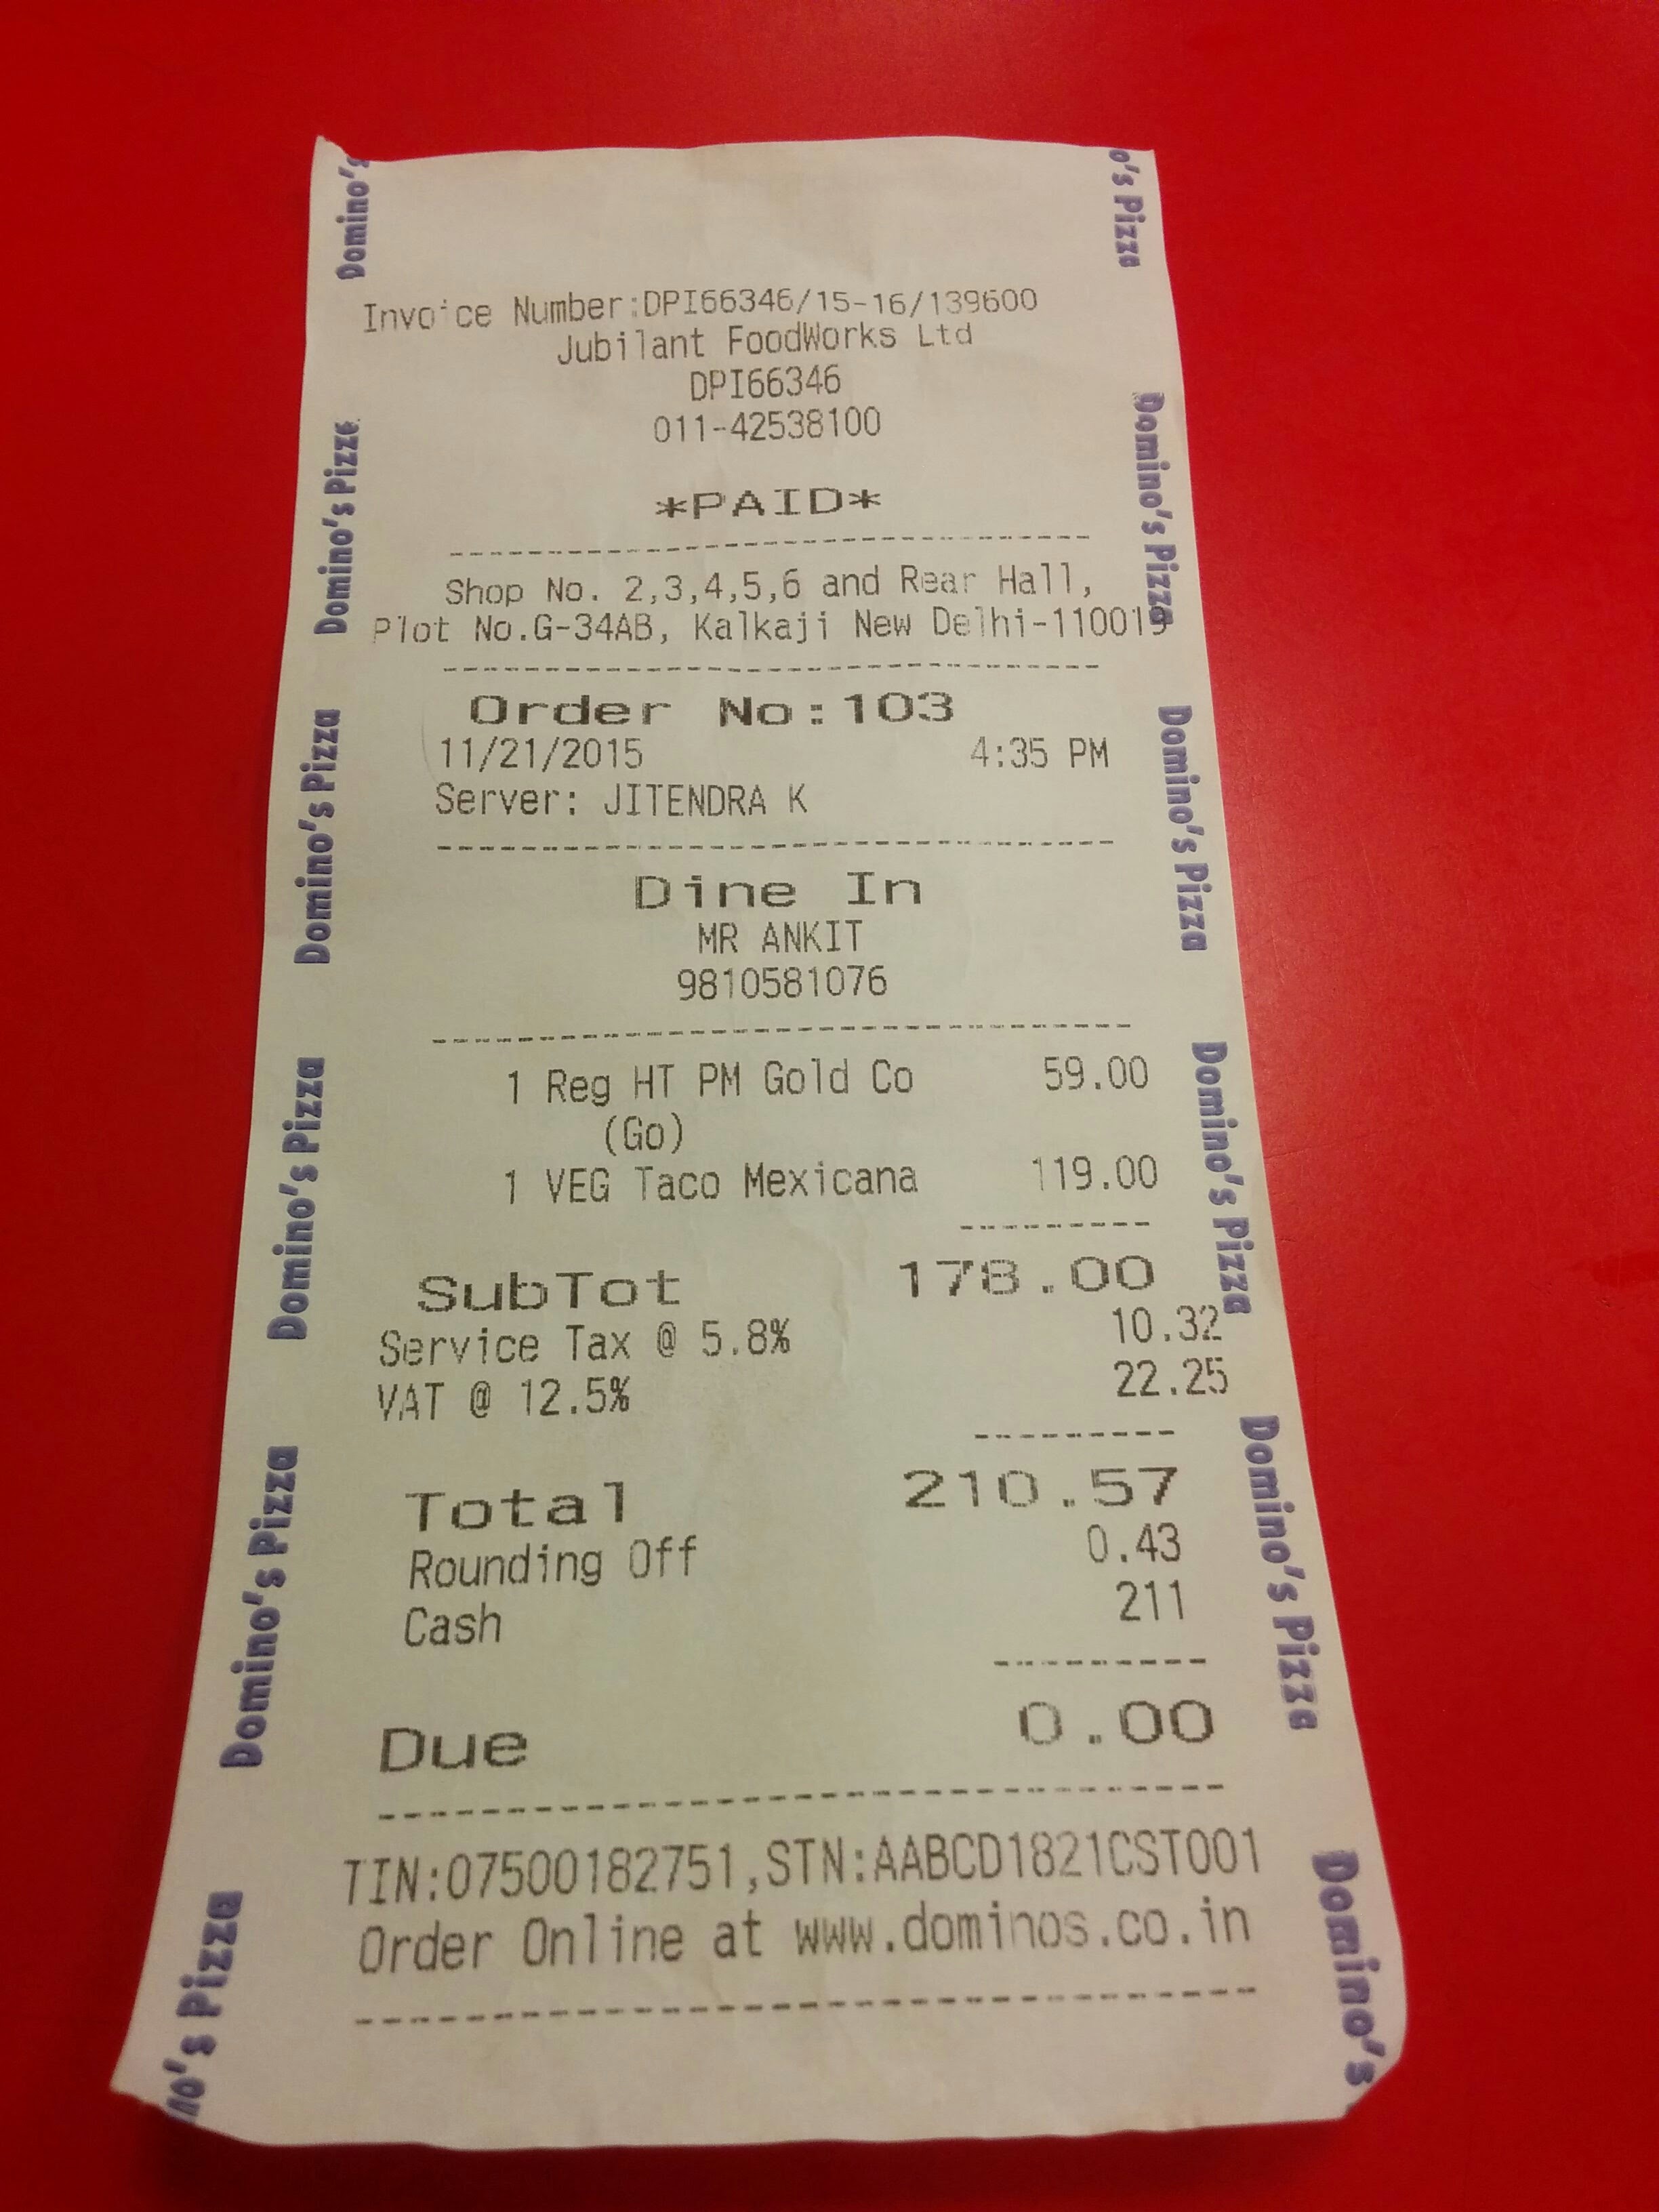 Invoice Number:DPI66346/15-16/139600
Jubilant FoodWorks Ltd
DPI66346
011-42538100
*PAID*
Shop No. 2,3,4,5,6 and Rear Hall,
Plot No.G-34AB, Kalkaji New Delhi-110019
Order No:103
11/21/2015 4:35 PM
Server: JITENDRA K
Dine In
MR ANKIT
9810581076
1 Reg HT PM Gold Co 59.00
(Go)
1 VEG Taco Mexicana 119.00
SubTot 178.00
Service Tax @ 5.8% 10.32
VAT @ 12.5% 22.25
Total 210.57
Rounding Off 0.43
Cash 211
Due 0.00
TIN:07500182751,STN:AABCD1821CST001
Order Online at www.dominos.co.in
Domino's
Domino's Pizza
Domino's Pizza
Domino's Pizza
Domino's Pizza
no's Pizza
o's Pizza
Domino's Pizza
Domino's Pizza
Domino's Pizza
Domino's Pizza
Domino's